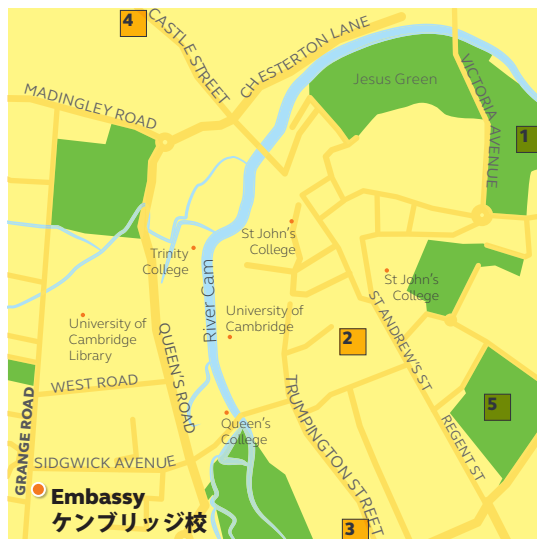 4
CASTLE STREET
CHESTERTON LANE
MADINGLEY ROAD
Jesus Green
VICTORIA AVENUE
1
St John's
College
Trinity
College
River Cam
St John's
College
University of
Cambridge
University of
Cambridge
Library
QUEEN'S ROAD
ST ANDREW'S ST
2
WEST ROAD
GRANGE ROAD
TRUMPINGTON STREET
5
REGENT ST
Queen's
College
SIDGWICK AVENUE
Embassy
ケンブリッジ校
3